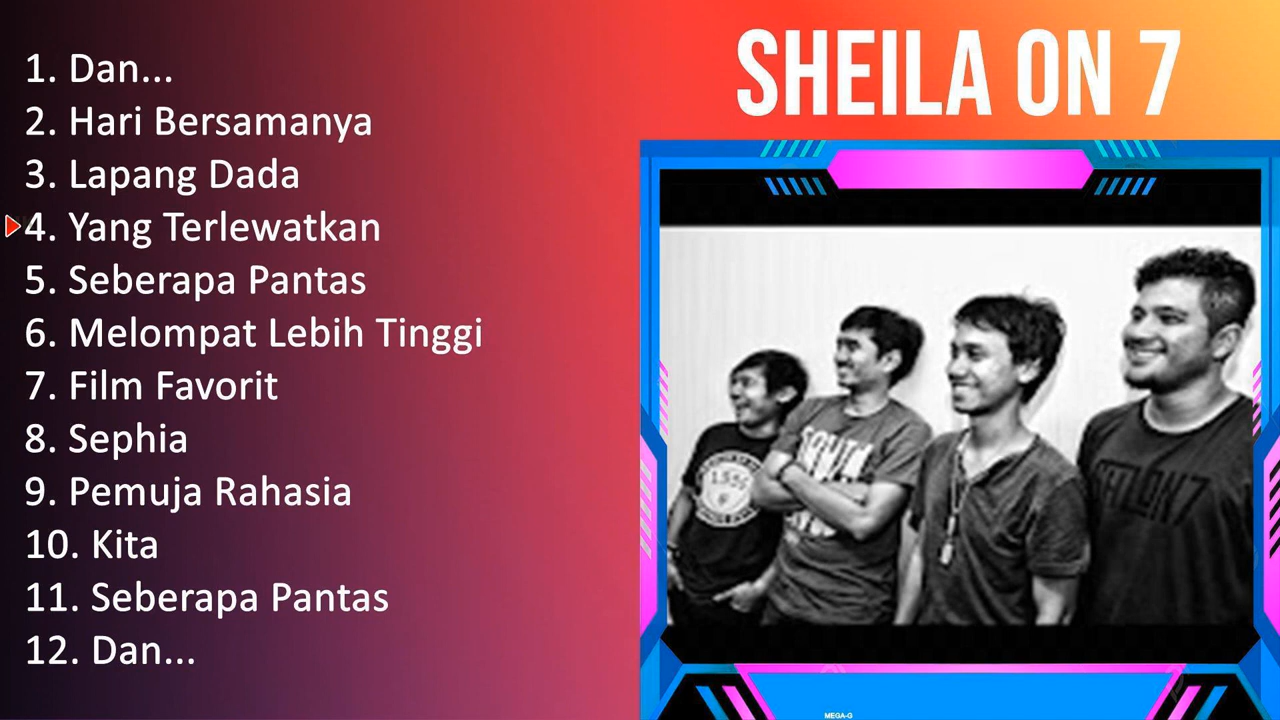 SHEILA ON 7
1. Dan...
2. Hari Bersamanya
3. Lapang Dada
4. Yang Terlewatkan
5. Seberapa Pantas
6. Melompat Lebih Tinggi
7. Film Favorit
8. Sephia
9. Pemuja Rahasia
10. Kita
11. Seberapa Pantas
12. Dan...
MEGA-G